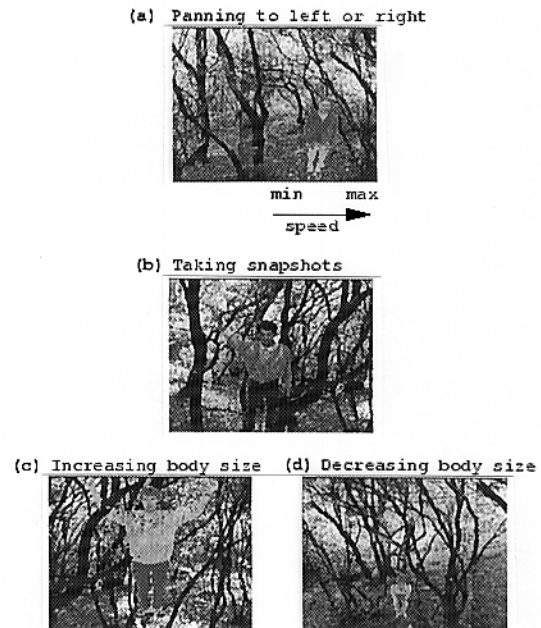 (a) Panning to left or right
min max
speed
(b) Taking snapshots
(c) Increasing body size (d) Decreasing body size